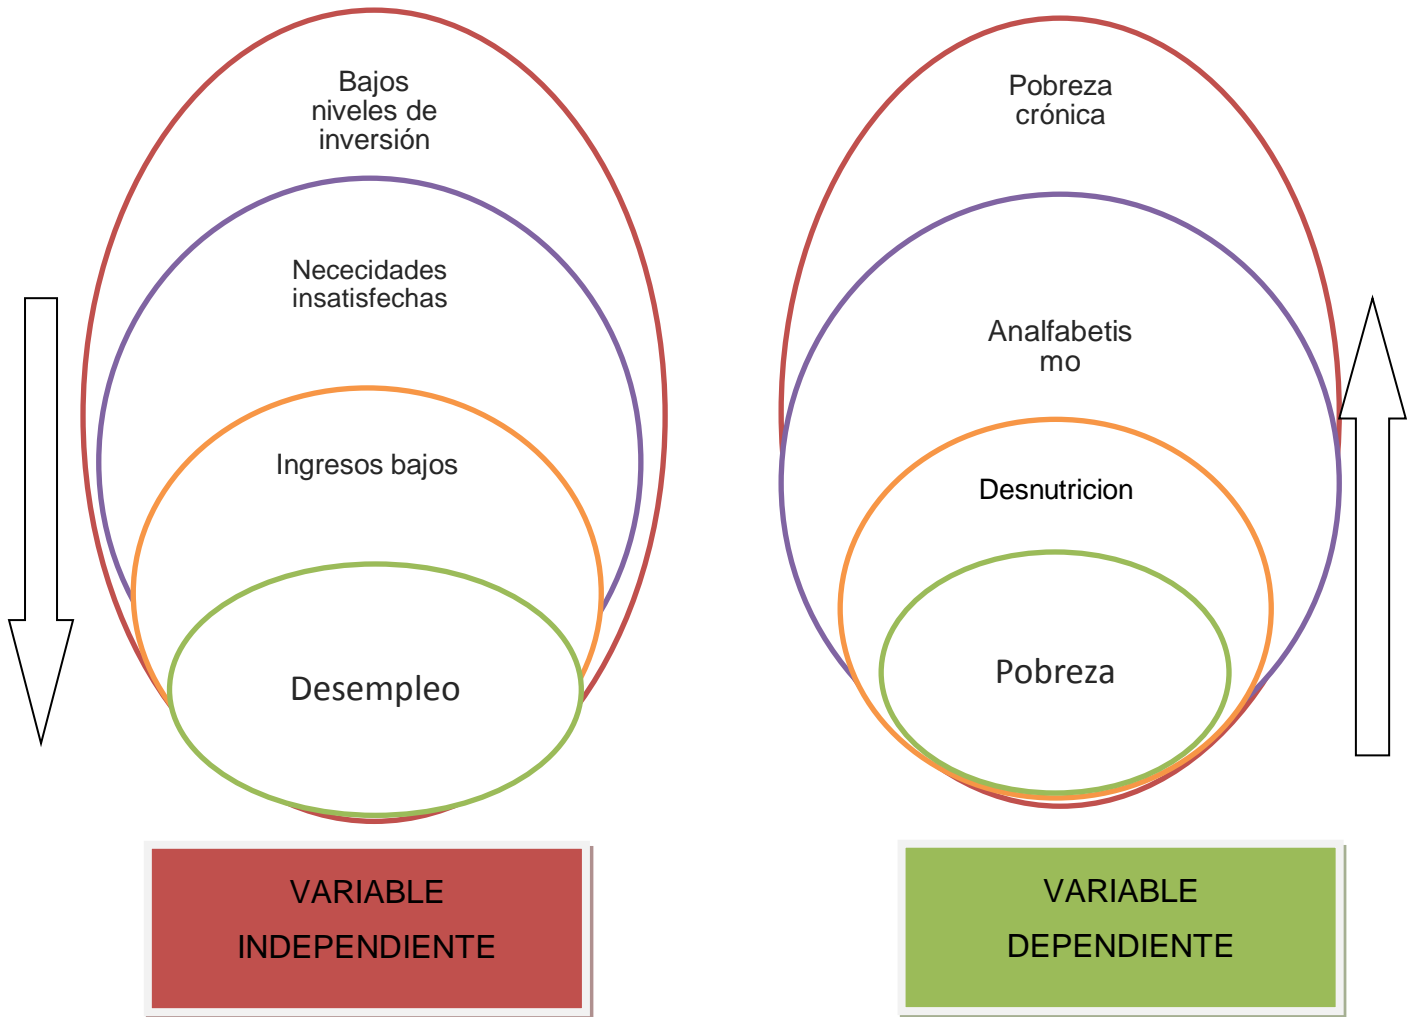 Bajos
niveles de
inversión
Nececidades
insatisfechas
Ingresos bajos
Desempleo
VARIABLE
INDEPENDIENTE
Pobreza
crónica
Analfabetis
mo
Desnutricion
Pobreza
VARIABLE
DEPENDIENTE